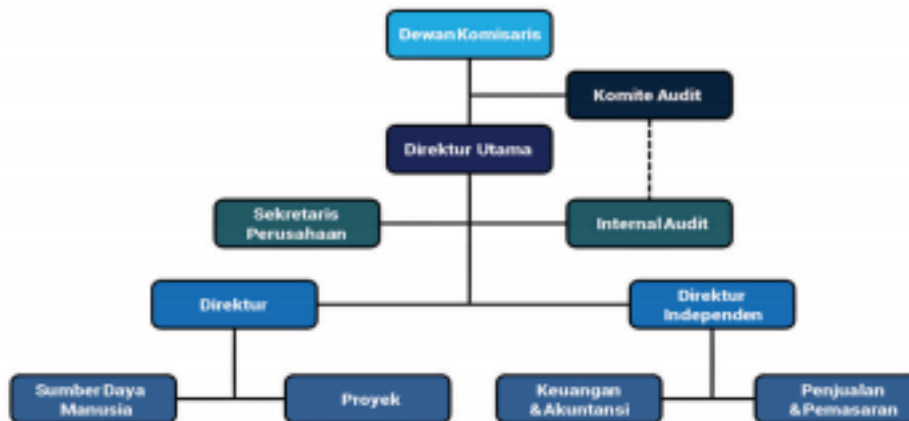 Dewan Komisaris
Komite Audit
Direktur Utama
Sekretaris
Perusahaan
Internal Audit
Direktur
Direktur
Independen
Sumber Daya
Manusia
Proyek
Keuangan
& Akuntansi
Penjualan
& Pemasaran